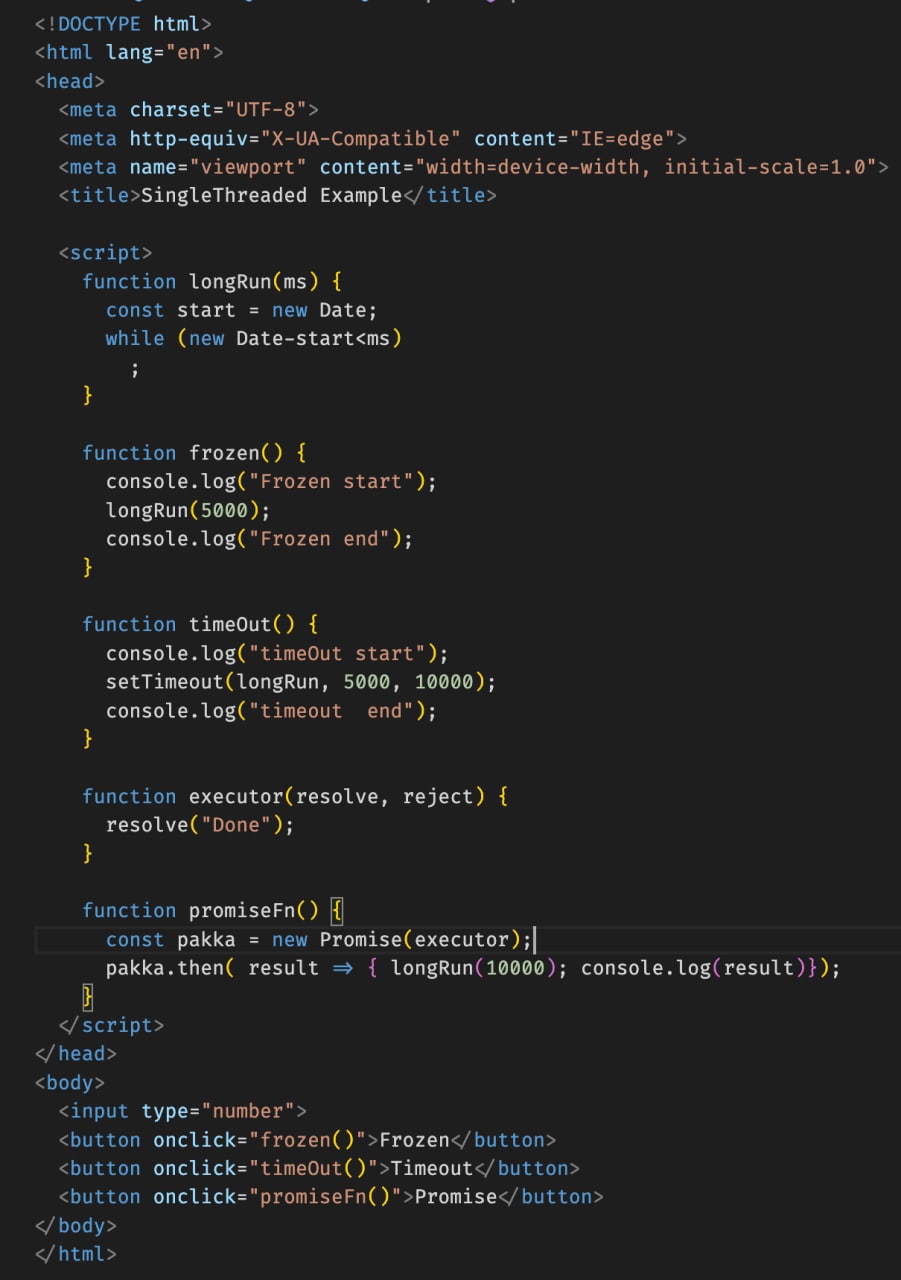 <!DOCTYPE html>
<html lang="en">
<head>
  <meta charset="UTF-8">
  <meta http-equiv="X-UA-Compatible" content="IE=edge">
  <meta name="viewport" content="width=device-width, initial-scale=1.0">
  <title>SingleThreaded Example</title>

  <script>
    function longRun(ms) {
      const start = new Date;
      while (new Date-start<ms)
        ;
    }

    function frozen() {
      console.log("Frozen start");
      longRun(5000);
      console.log("Frozen end");
    }

    function timeOut() {
      console.log("timeOut start");
      setTimeout(longRun, 5000, 10000);
      console.log("timeout  end");
    }

    function executor(resolve, reject) {
      resolve("Done");
    }

    function promiseFn() {
      const pakka = new Promise(executor);
      pakka.then( result => { longRun(10000); console.log(result)});
    }
  </script>
</head>
<body>
  <input type="number">
  <button onclick="frozen()">Frozen</button>
  <button onclick="timeOut()">Timeout</button>
  <button onclick="promiseFn()">Promise</button>
</body>
</html>